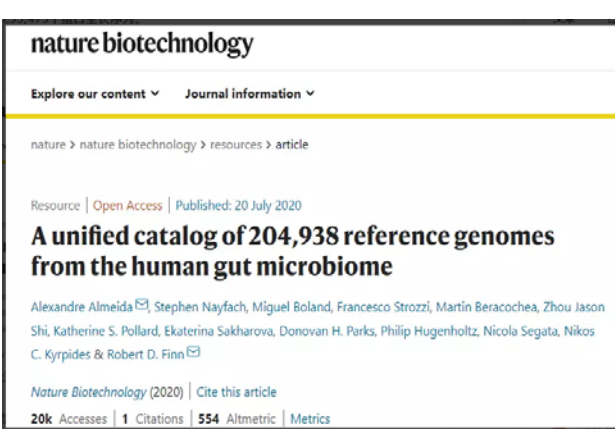 nature biotechnology
Explore our content Journal information
nature > nature biotechnology > resources > article
Resource | Open Access | Published: 20 July 2020
A unified catalog of 204,938 reference genomes
from the human gut microbiome
Alexandre Almeida, Stephen Nayfach, Miguel Boland, Francesco Strozzi, Martin Beracochea, Zhou Jason
Shi, Katherine S. Pollard, Ekaterina Sakharova, Donovan H. Parks, Philip Hugenholtz, Nicola Segata, Nikos
C. Kyrpides & Robert D. Finn
Nature Biotechnology (2020) | Cite this article
20k Accesses | 1 Citations | 554 Altmetric | Metrics